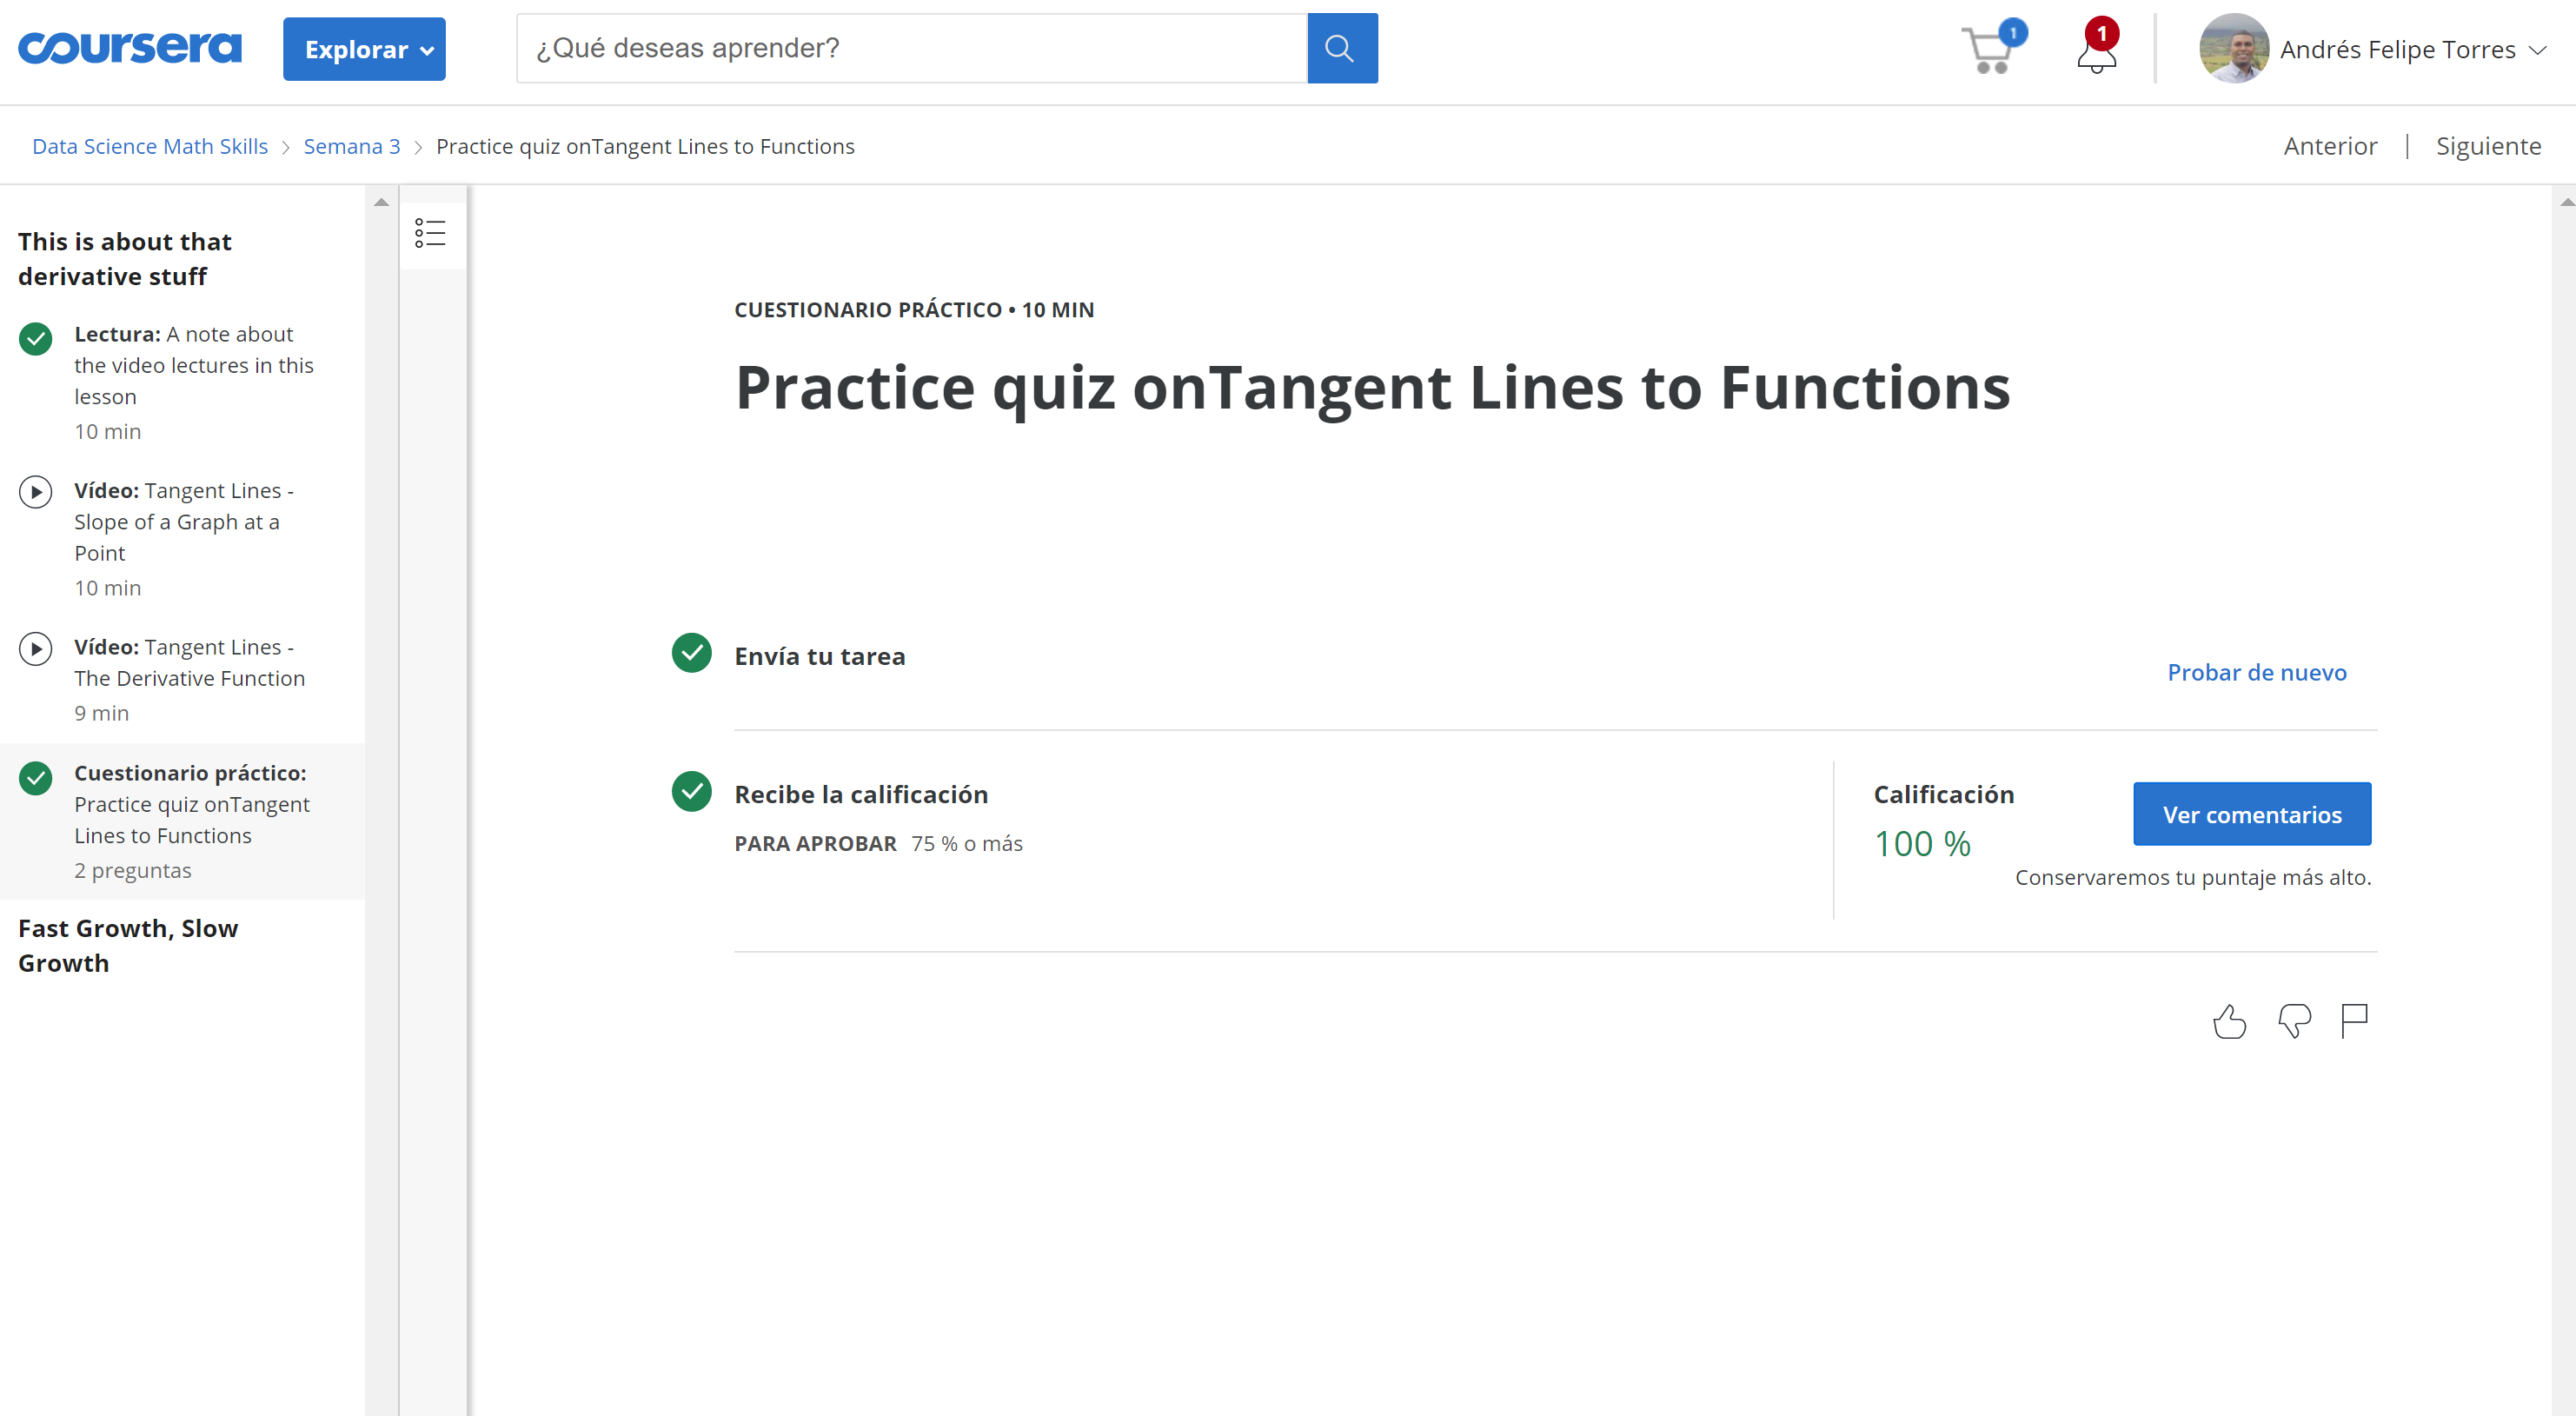 coursera
Explorar
¿Qué deseas aprender?
1
1
Andrés Felipe Torres
Data Science Math Skills
Semana 3
Practice quiz onTangent Lines to Functions
Anterior
Siguiente
This is about that
derivative stuff
Lectura: A note about
the video lectures in this
lesson
10 min
Vídeo: Tangent Lines -
Slope of a Graph at a
Point
10 min
Vídeo: Tangent Lines -
The Derivative Function
9 min
Cuestionario práctico:
Practice quiz onTangent
Lines to Functions
2 preguntas
Fast Growth, Slow
Growth
CUESTIONARIO PRÁCTICO • 10 MIN
Practice quiz onTangent Lines to Functions
Envía tu tarea
Probar de nuevo
Recibe la calificación
PARA APROBAR 75 % o más
Calificación
100 %
Ver comentarios
Conservaremos tu puntaje más alto.